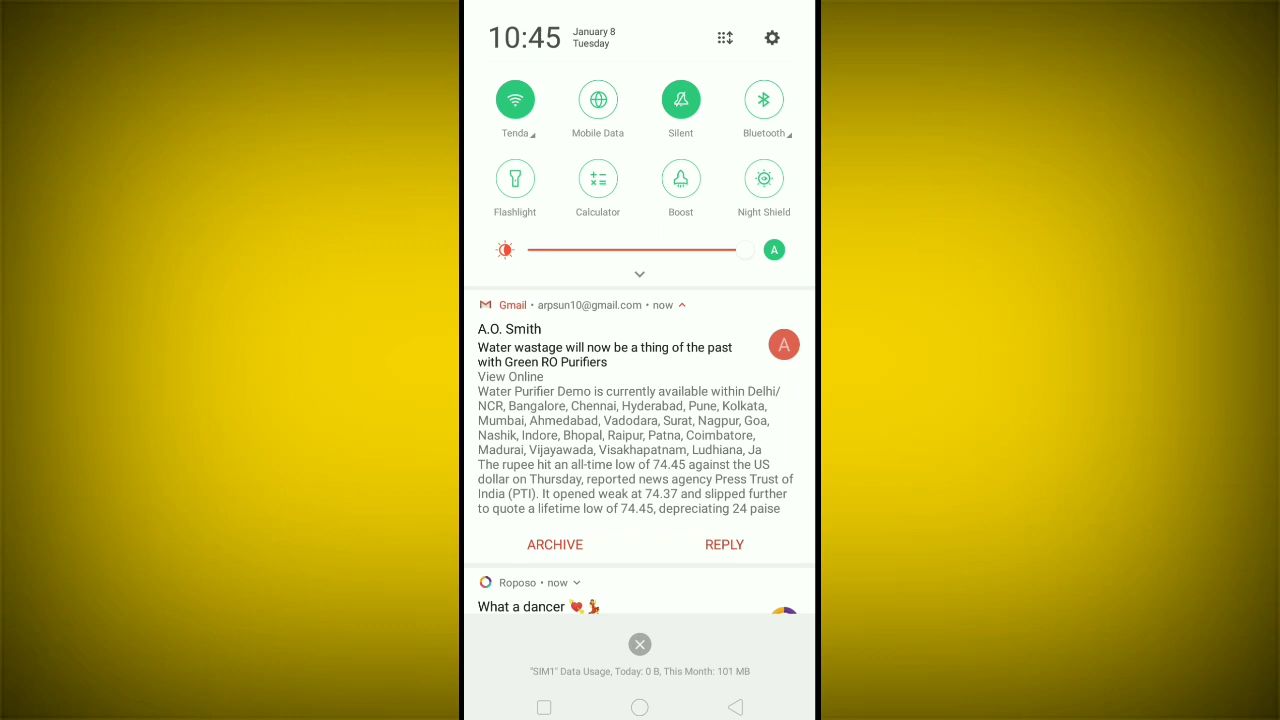 10:45
January 8
Tuesday
Tenda
Mobile Data
Silent
Bluetooth
Flashlight
Calculator
Boost
Night Shield
A
Gmail • arpsun10@gmail.com • now
A.O. Smith
A
Water wastage will now be a thing of the past
with Green RO Purifiers
View Online
Water Purifier Demo is currently available within Delhi/
NCR, Bangalore, Chennai, Hyderabad, Pune, Kolkata,
Mumbai, Ahmedabad, Vadodara, Surat, Nagpur, Goa,
Nashik, Indore, Bhopal, Raipur, Patna, Coimbatore,
Madurai, Vijayawada, Visakhapatnam, Ludhiana, Ja
The rupee hit an all-time low of 74.45 against the US
dollar on Thursday, reported news agency Press Trust of
India (PTI). It opened weak at 74.37 and slipped further
to quote a lifetime low of 74.45, depreciating 24 paise
ARCHIVE
REPLY
Roposo • now
What a dancer 💘💃
"SIM1" Data Usage, Today: 0 B, This Month: 101 MB